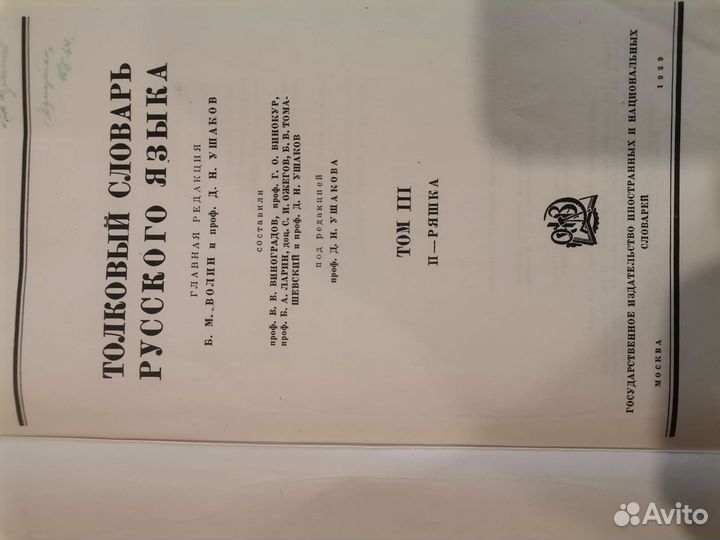 ТОЛКОВЫЙ СЛОВАРЬ
РУССКОГО ЯЗЫКА
ГЛАВНАЯ РЕДАКЦИЯ
Б. М. ВОЛИН и проф. Д. Н. УШАКОВ
составили
проф. В. В. ВИНОГРАДОВ, проф. Г. О. ВИНОКУР,
проф. Б. А. ЛАРИН, доц. С. И. ОЖЕГОВ, Б. В. ТОМА-
ШЕВСКИЙ и проф. Д. Н. УШАКОВ
под редакцией
проф. Д. Н. УШАКОВА
ТОМ III
П—РЯШКА
ГОСУДАРСТВЕННОЕ ИЗДАТЕЛЬСТВО ИНОСТРАННЫХ И НАЦИОНАЛЬНЫХ
СЛОВАРЕЙ
МОСКВА 1939
Avito